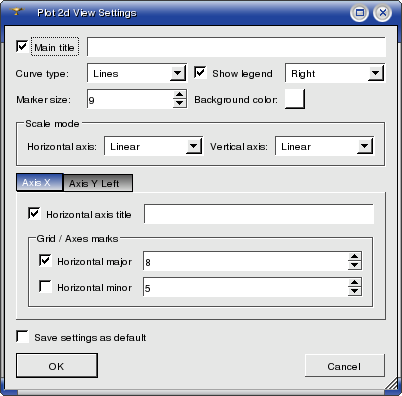 Plot 2d View Settings
Main title
Curve type: Lines Show legend Right
Marker size: 9 Background color:
Scale mode
Horizontal axis: Linear Vertical axis: Linear
Axis X Axis Y Left
Horizontal axis title
Grid / Axes marks
Horizontal major 8
Horizontal minor 5
Save settings as default
OK Cancel